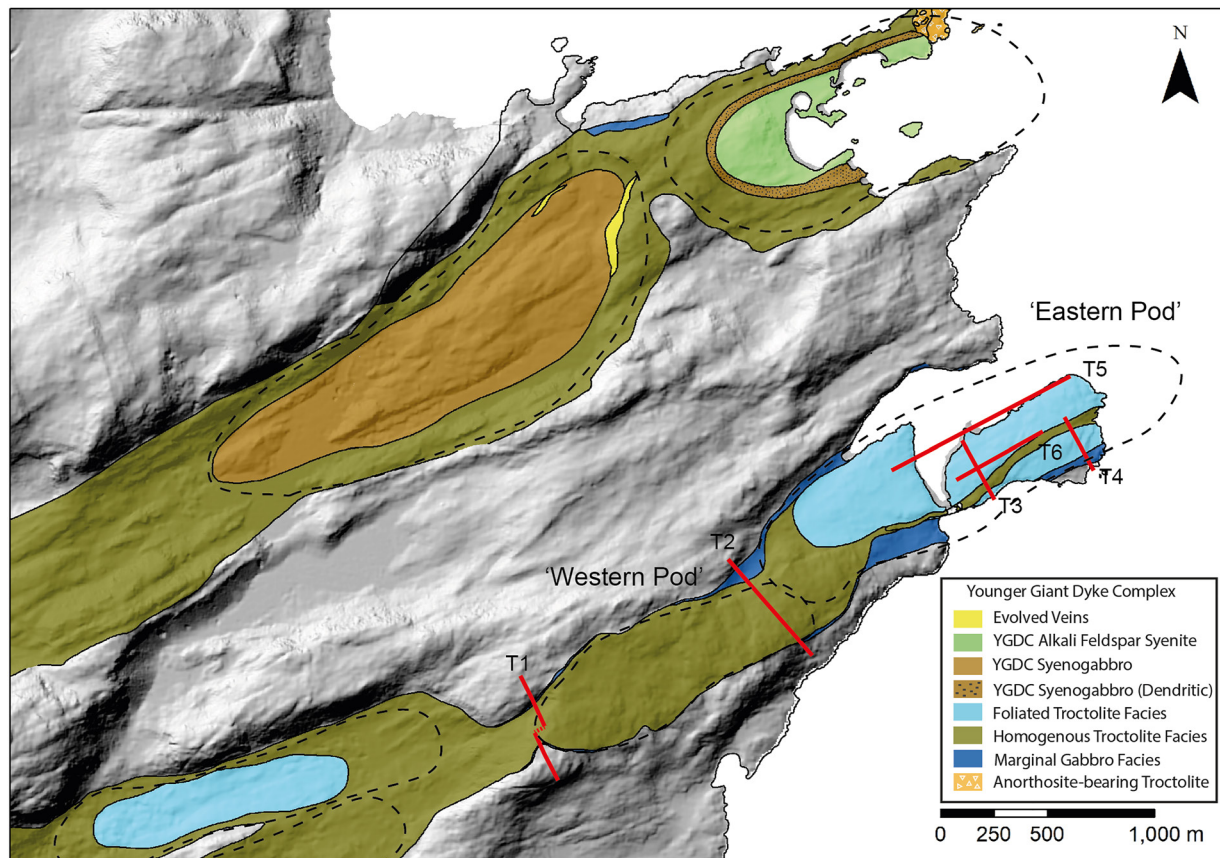 N
'Eastern Pod'
T5
T6
T4
T3
T2
'Western Pod'
T1
Younger Giant Dyke Complex
Evolved Veins
YGDC Alkali Feldspar Syenite
YGDC Syenogabbro
YGDC Syenogabbro (Dendritic)
Foliated Troctolite Facies
Homogenous Troctolite Facies
Marginal Gabbro Facies
Anorthosite-bearing Troctolite
0 250 500 1,000 m